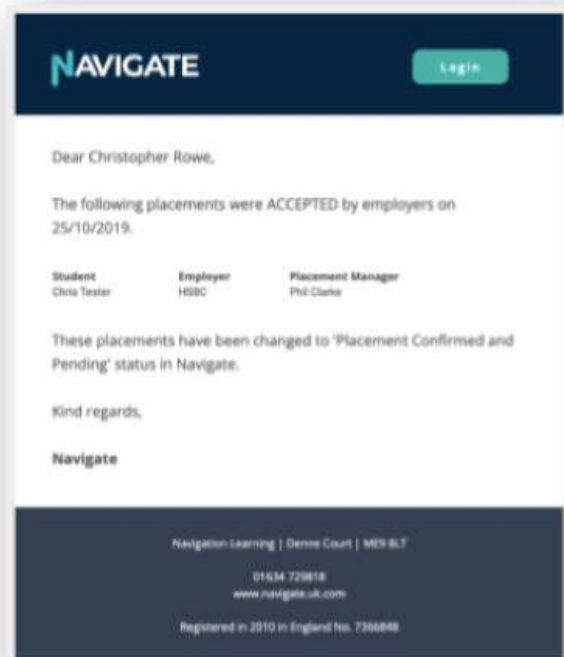 NAVIGATE
Login
Dear Christopher Rowe,
The following placements were ACCEPTED by employers on
25/10/2019.
Student Employer Placement Manager
Chris Tester HSBC Phil Clarke
These placements have been changed to 'Placement Confirmed and
Pending' status in Navigate.
Kind regards,
Navigate
Navigation Learning | Denne Court | ME9 8LT
01634 729818
www.navigate.uk.com
Registered in 2010 in England No. 7366848